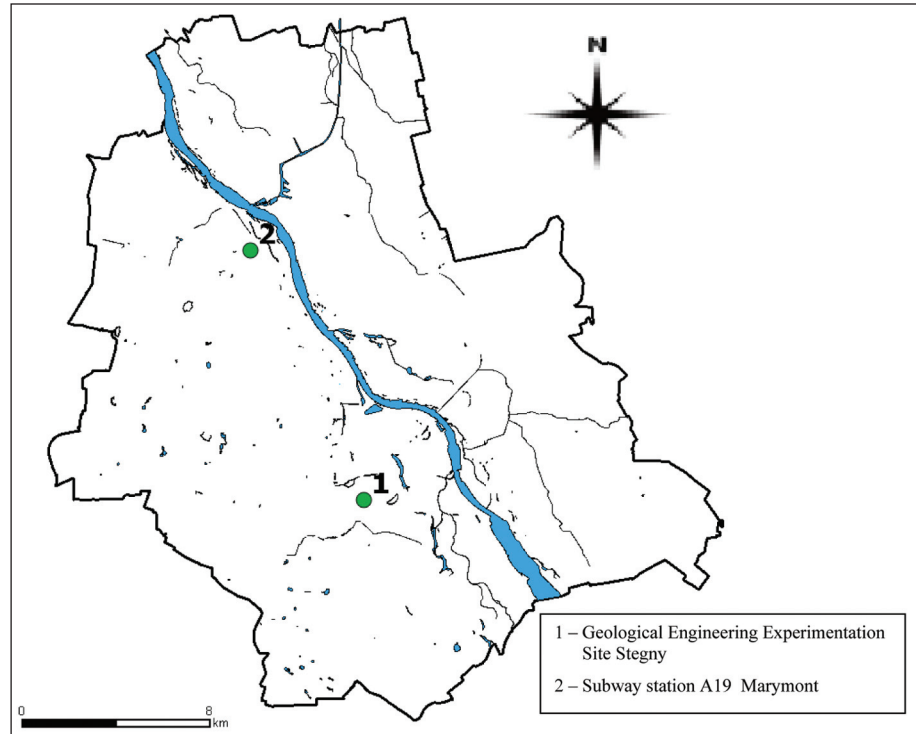 N
2
1
1 – Geological Engineering Experimentation
Site Stegny
2 – Subway station A19 Marymont
0 8
km